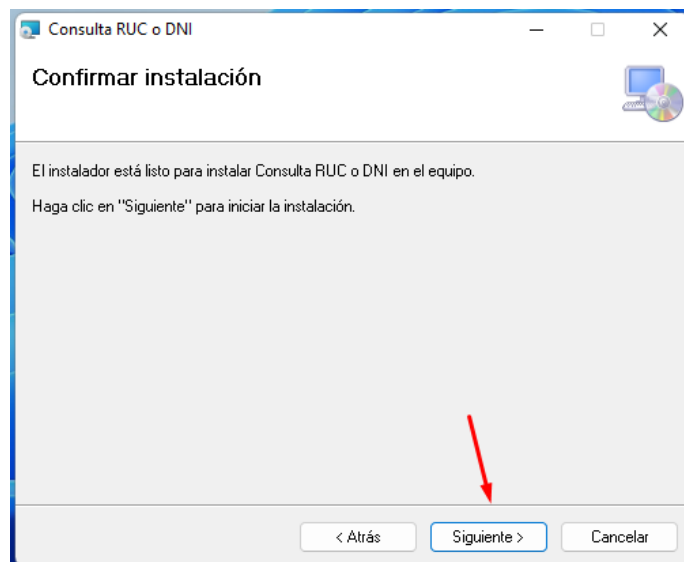 Consulta RUC o DNI
Confirmar instalación
El instalador está listo para instalar Consulta RUC o DNI en el equipo.
Haga clic en "Siguiente" para iniciar la instalación.
< Atrás
Siguiente >
Cancelar